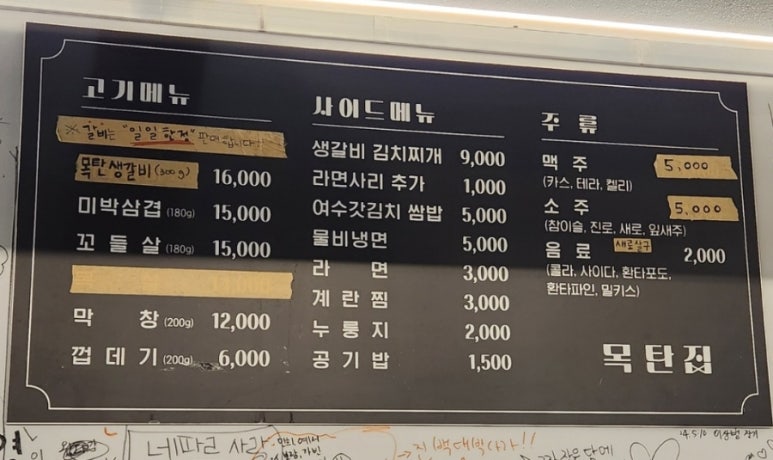 고기메뉴
※ 갈비는 "일일한정" 판매합니다
목탄생갈비(300g) 16,000
미박삼겹 (180g) 15,000
꼬들살 (180g) 15,000
막창 (200g) 12,000
껍데기 (200g) 6,000
사이드메뉴
생갈비 김치찌개 9,000
라면사리 추가 1,000
여수갓김치 쌈밥 5,000
물비냉면 5,000
라면 3,000
계란찜 3,000
누룽지 2,000
공기밥 1,500
주류
맥주 5,000
(카스, 테라, 켈리)
소주 5,000
(참이슬, 진로, 새로, 잎새주)
새로살구
음료 2,000
(콜라, 사이다, 환타포도,
환타파인, 밀키스)
목탄집
네파르 사랑